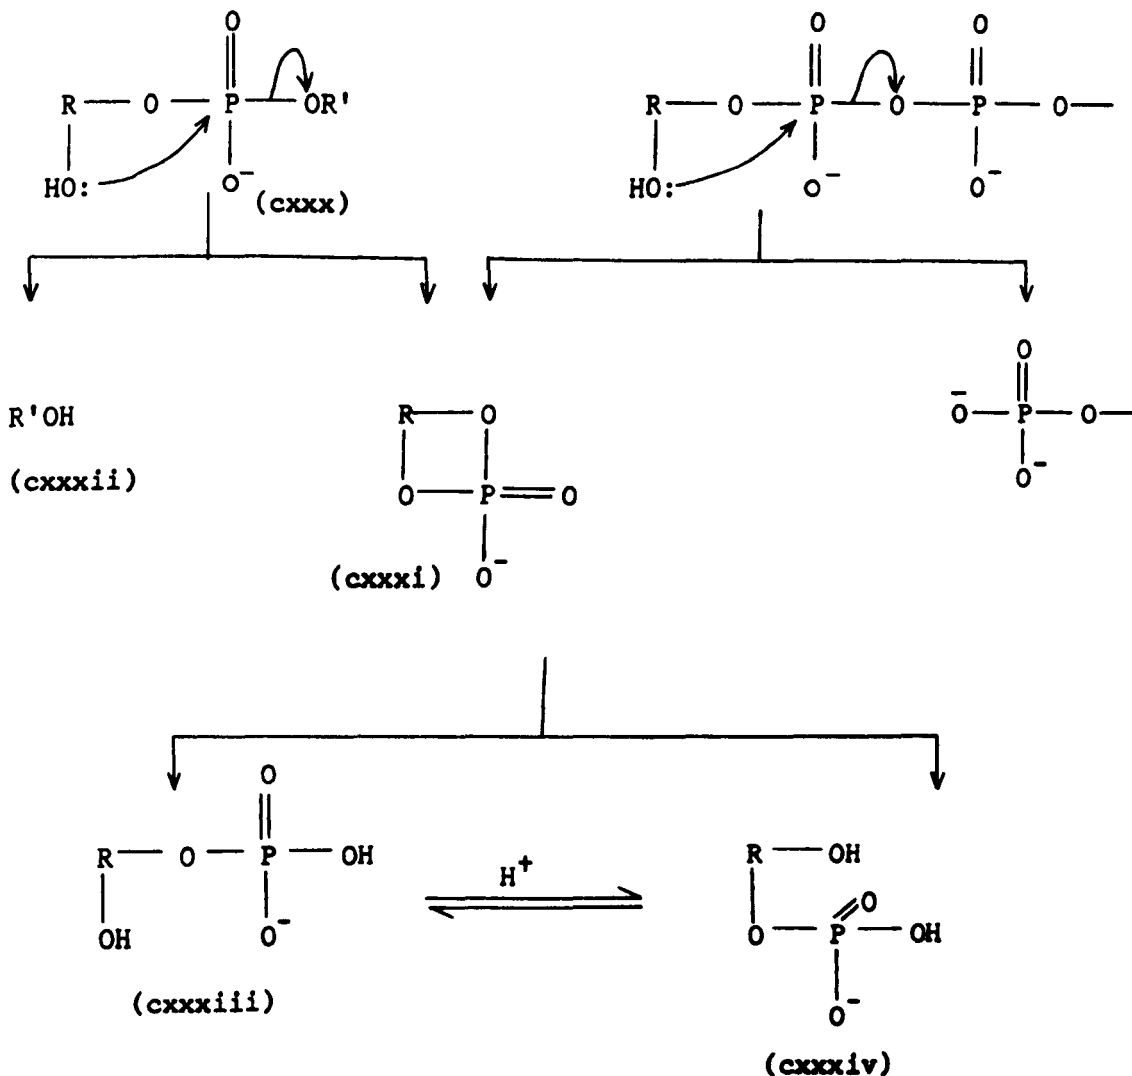 O O O
R O P OR' R O P O P O
HO: O⁻ HO: O⁻ O⁻
(cxxx)
O
R'OH R O ⁻O P O
(cxxxii) O P O O⁻
(cxxxi) O⁻
O
R O P OH H⁺ R OH
O
OH O⁻ O P OH
(cxxxiii) O⁻
(cxxxiv)